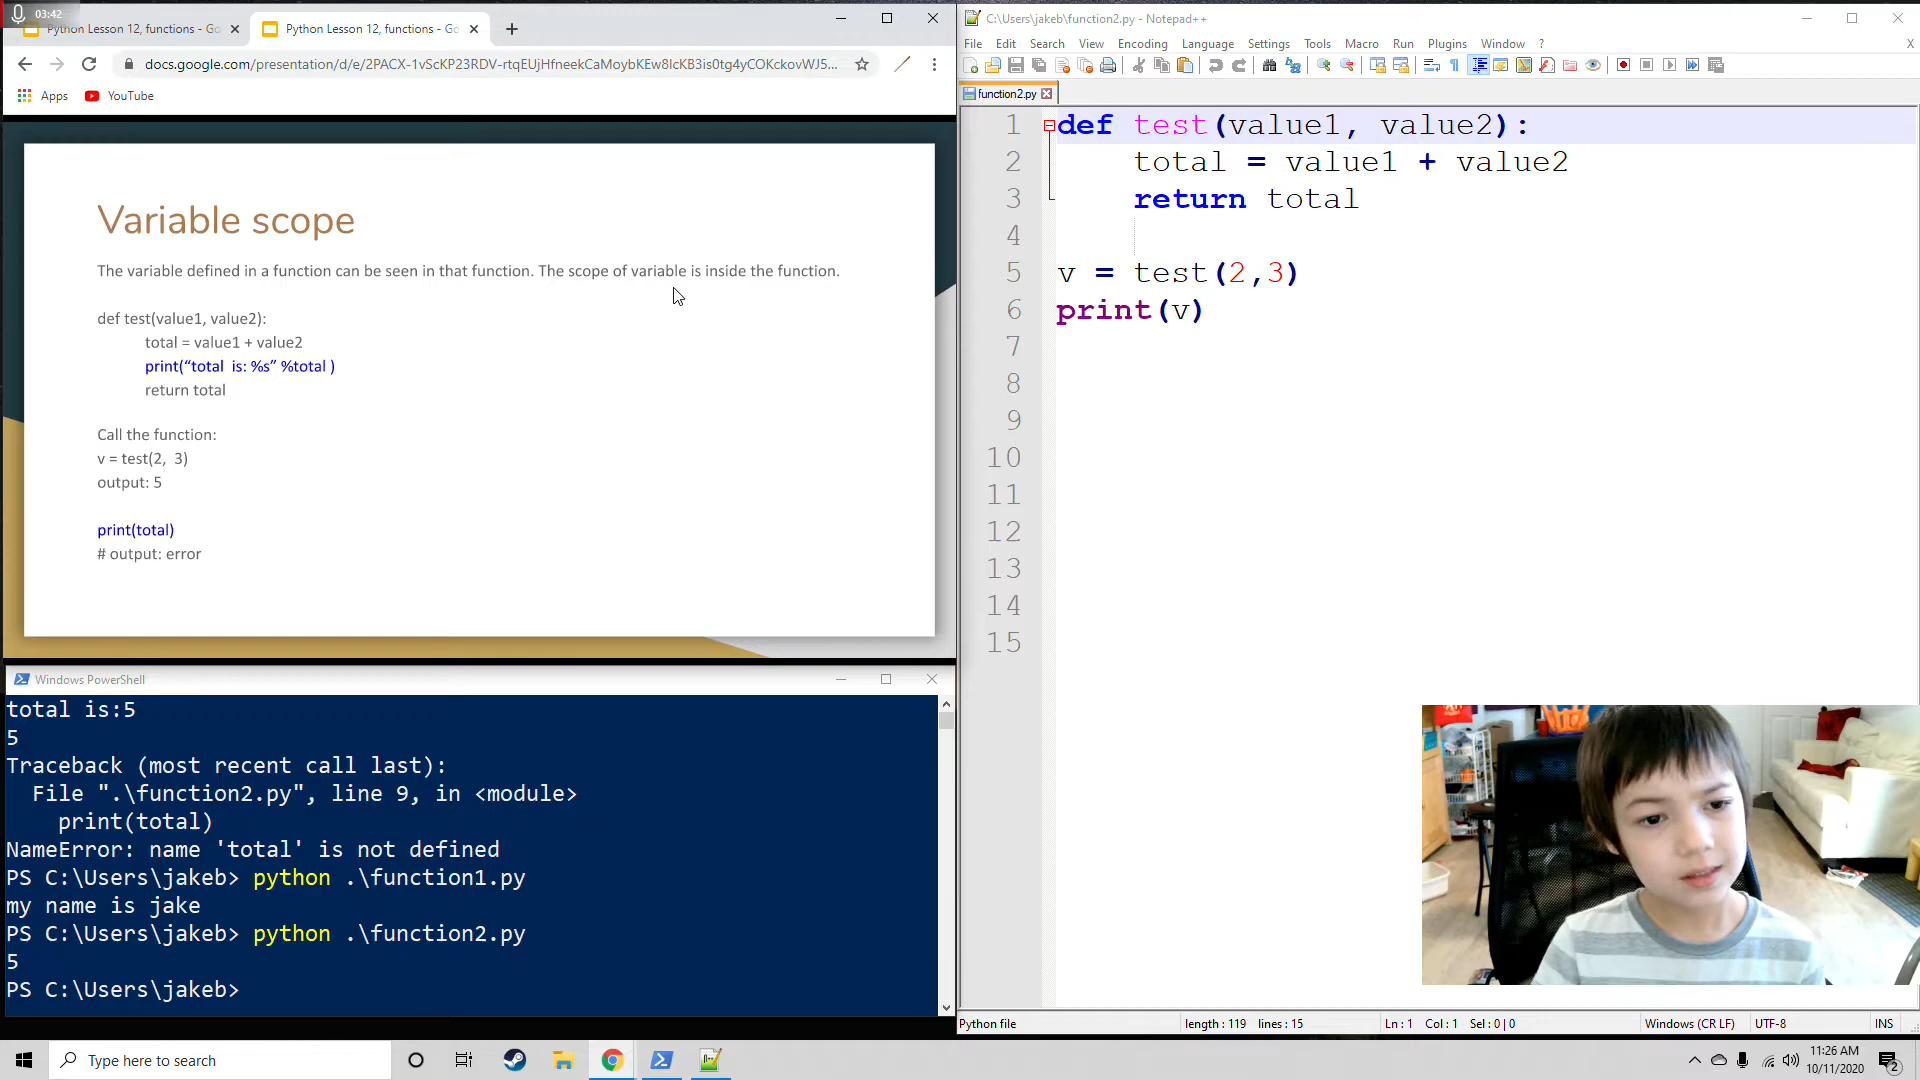 03:42
Python Lesson 12, functions - Go
Python Lesson 12, functions - Go
docs.google.com/presentation/d/e/2PACX-1vScKP23RDV-rtqEUjHfneekCaMoybKEw8IcKB3is0tg4yCOKckovWJ5...
Apps
YouTube
Variable scope
The variable defined in a function can be seen in that function. The scope of variable is inside the function.
def test(value1, value2):
total = value1 + value2
print(“total  is: %s” %total )
return total
Call the function:
v = test(2,  3)
output: 5
print(total)
# output: error
Windows PowerShell
total is:5
5
Traceback (most recent call last):
File ".\function2.py", line 9, in <module>
print(total)
NameError: name 'total' is not defined
PS C:\Users\jakeb> python .\function1.py
my name is jake
PS C:\Users\jakeb> python .\function2.py
5
PS C:\Users\jakeb>
C:\Users\jakeb\function2.py - Notepad++
File Edit Search View Encoding Language Settings Tools Macro Run Plugins Window ? X
function2.py
1 def test(value1, value2):
2 total = value1 + value2
3 return total
4
5 v = test(2,3)
6 print(v)
7
8
9
10
11
12
13
14
15
Python file length : 119 lines : 15 Ln : 1 Col : 1 Sel : 0 | 0 Windows (CR LF) UTF-8 INS
Type here to search
11:26 AM
10/11/2020
2